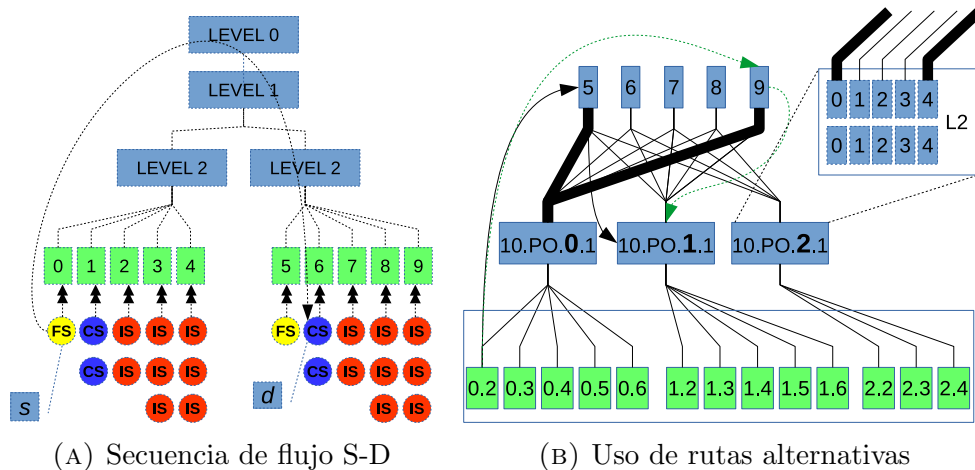 LEVEL 0
LEVEL 1
LEVEL 2 LEVEL 2
0 1 2 3 4 5 6 7 8 9
FS CS IS IS IS FS CS IS IS IS
CS IS IS IS CS IS IS IS
IS IS IS IS
s d
(A) Secuencia de flujo S-D
5 6 7 8 9
0 1 2 3 4
L2
0 1 2 3 4
10.PO.0.1 10.PO.1.1 10.PO.2.1
0.2 0.3 0.4 0.5 0.6 1.2 1.3 1.4 1.5 1.6 2.2 2.3 2.4
(B) Uso de rutas alternativas